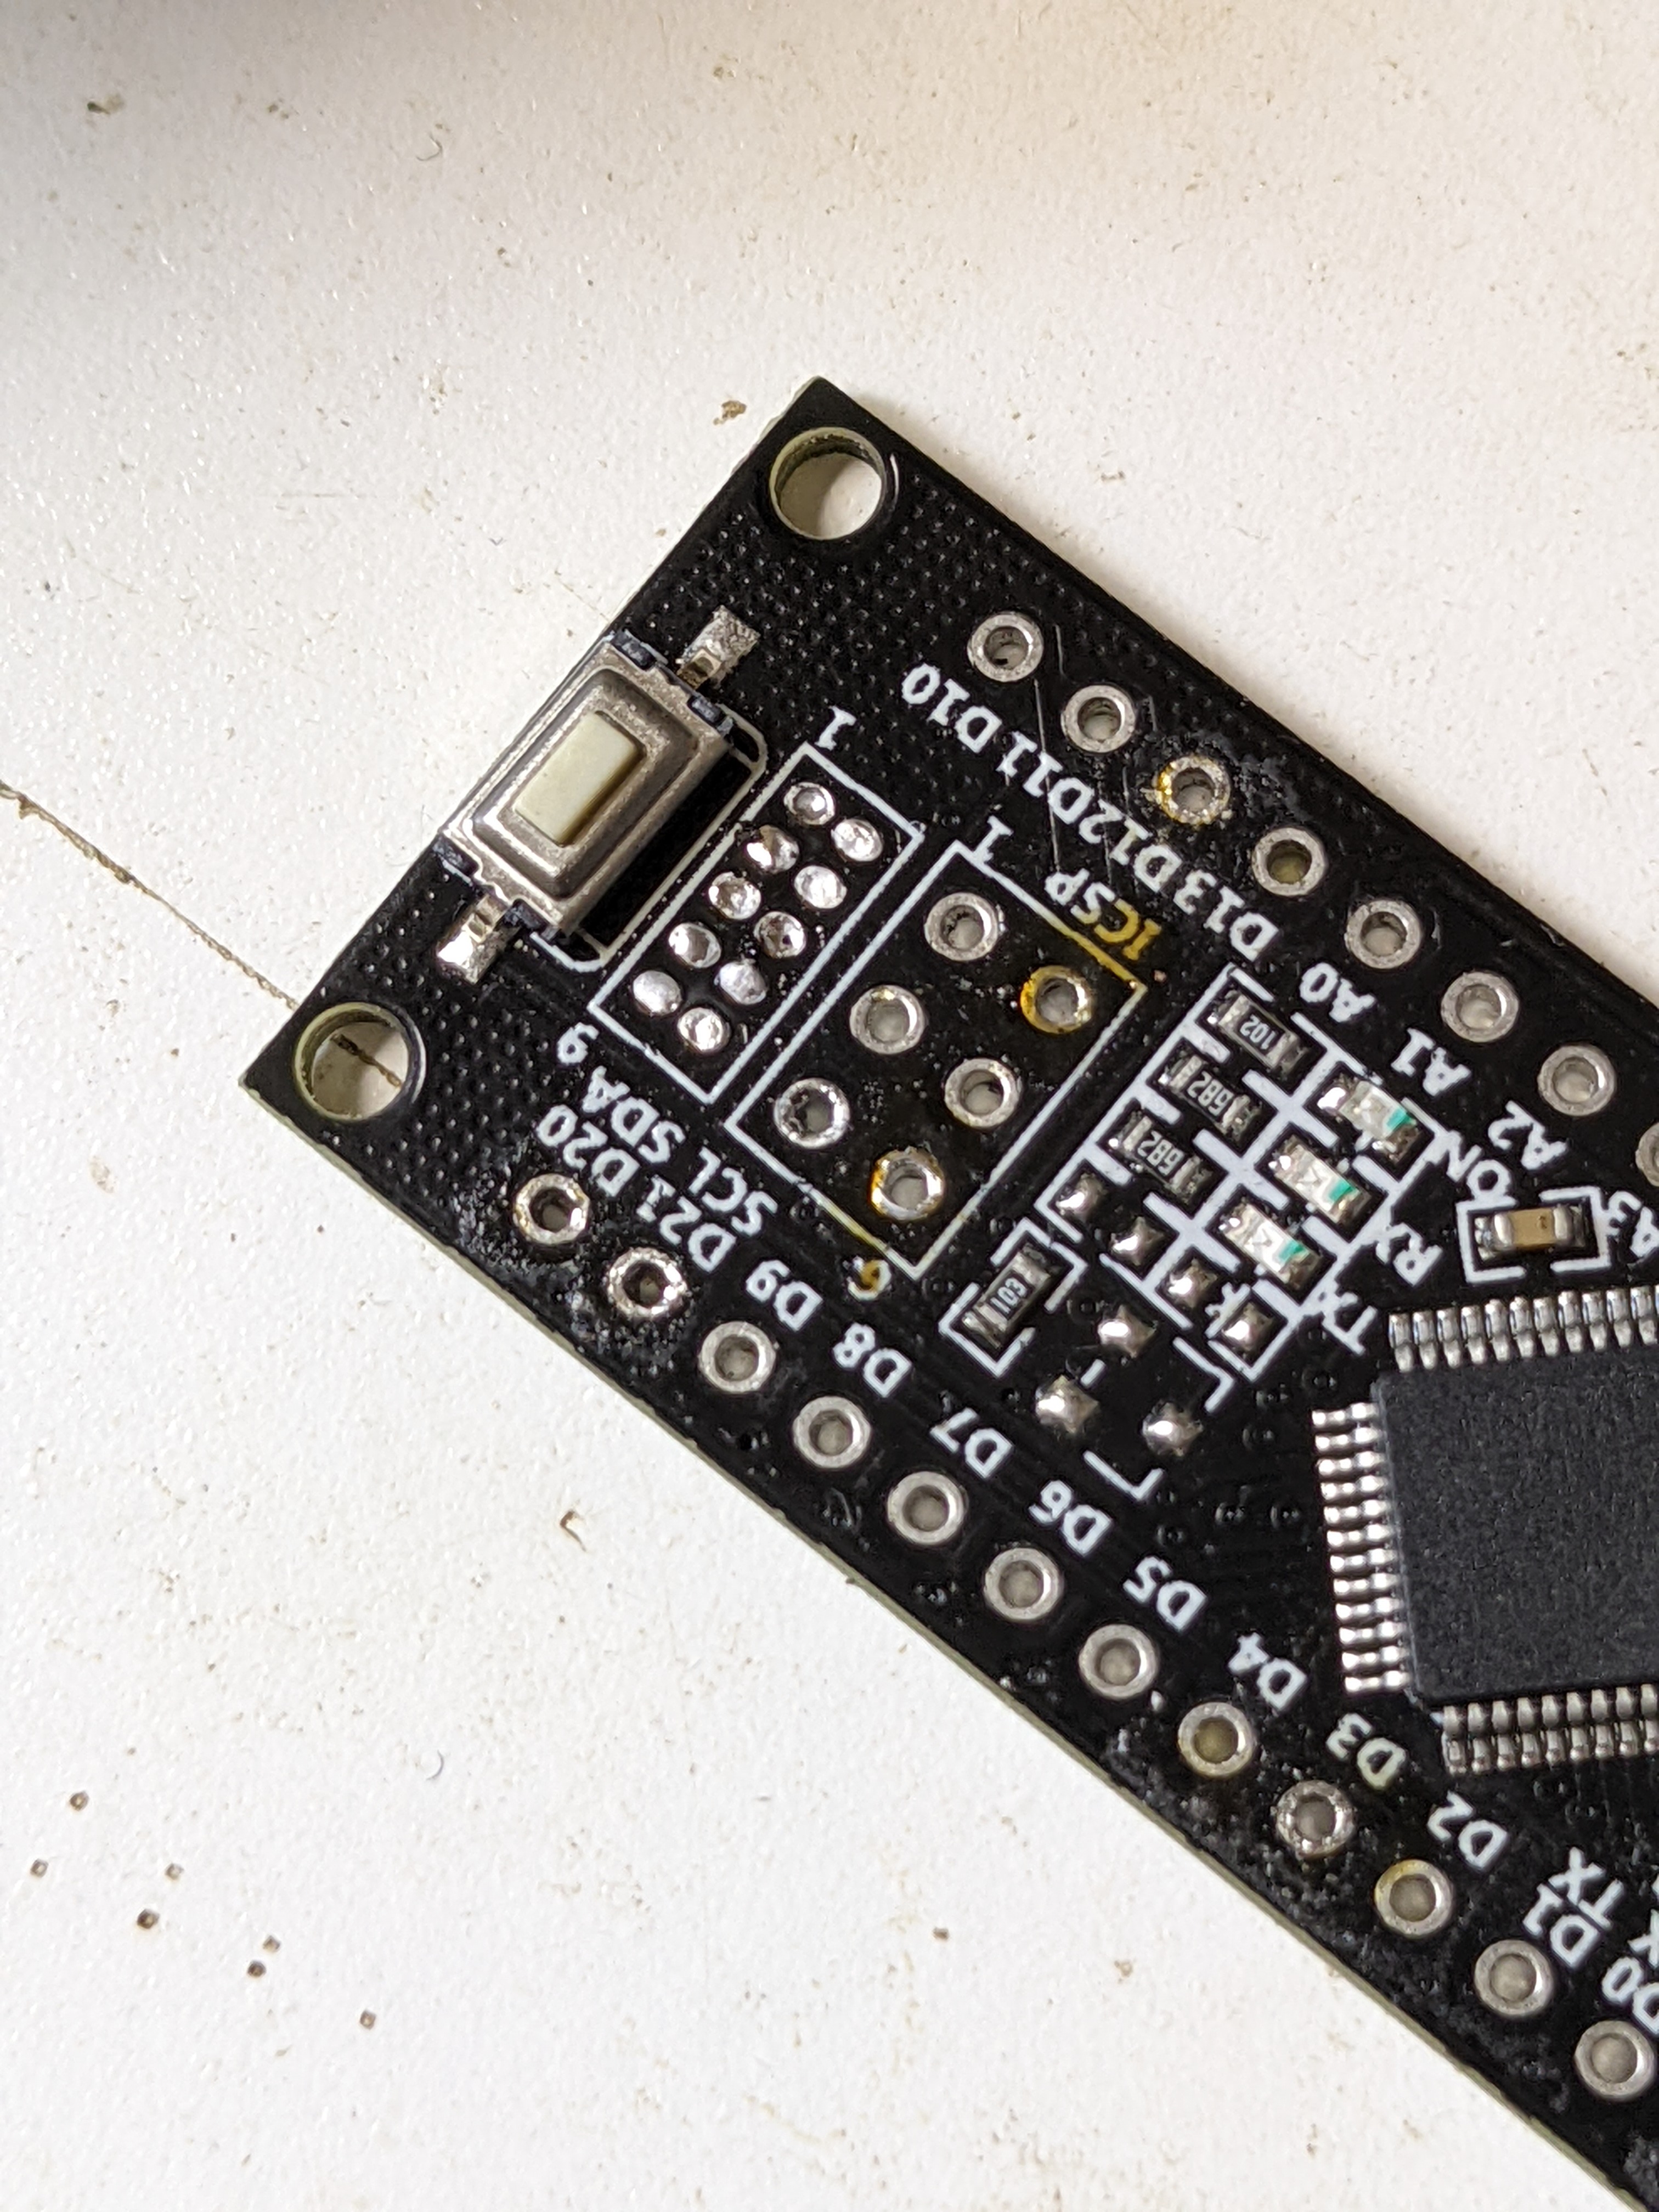 1
D10
D11
D12
D13
A0
A1
A2
A3
1
ICSP
9
D20 SDA
D21 SCL
D9
D8
D7
D6
D5
D4
D3
D2
D1 TX
6
102
682
682
103
ON
RX
TX